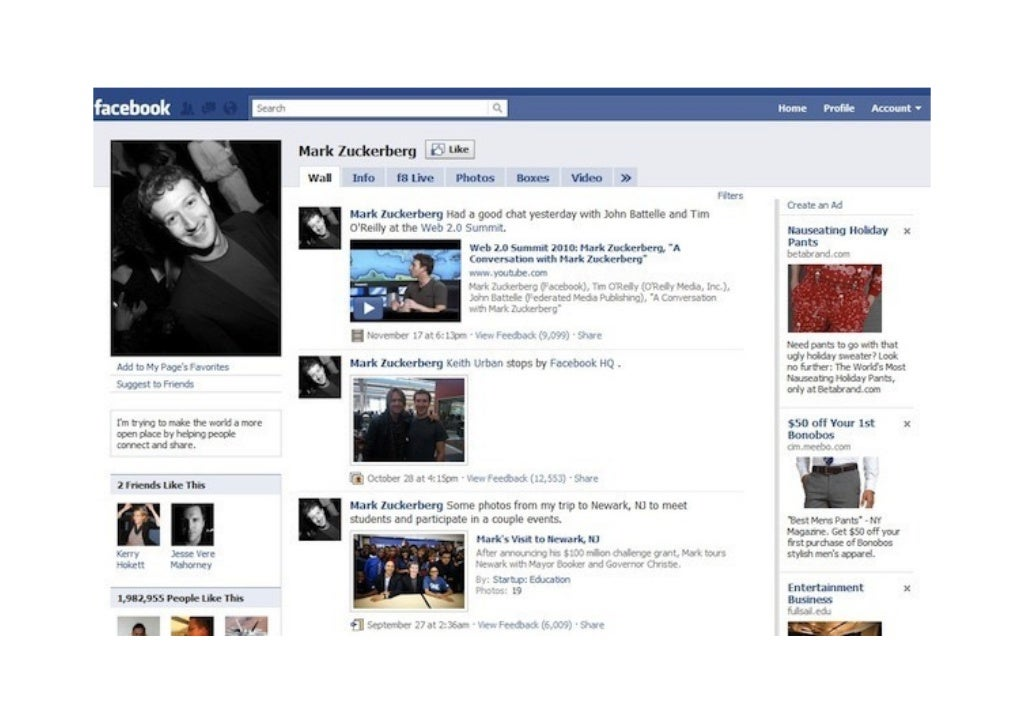 facebook
Search
Home Profile Account
Mark Zuckerberg Like
Wall Info f8 Live Photos Boxes Video »
Filters
Mark Zuckerberg Had a good chat yesterday with John Battelle and Tim
O'Reilly at the Web 2.0 Summit.
Web 2.0 Summit 2010: Mark Zuckerberg, "A
Conversation with Mark Zuckerberg"
www.youtube.com
Mark Zuckerberg (Facebook), Tim O'Reilly (O'Reilly Media, Inc.),
John Battelle (Federated Media Publishing), "A Conversation
with Mark Zuckerberg"
November 17 at 6:13pm · View Feedback (9,099) · Share
Mark Zuckerberg Keith Urban stops by Facebook HQ .
October 28 at 4:15pm · View Feedback (12,553) · Share
Mark Zuckerberg Some photos from my trip to Newark, NJ to meet
students and participate in a couple events.
Mark's Visit to Newark, NJ
After announcing his $100 million challenge grant, Mark tours
Newark with Mayor Booker and Governor Christie.
By: Startup: Education
Photos: 19
September 27 at 2:36am · View Feedback (6,009) · Share
Add to My Page's Favorites
Suggest to Friends
I'm trying to make the world a more
open place by helping people
connect and share.
2 Friends Like This
Kerry
Hokett
Jesse Vere
Mahorney
1,982,955 People Like This
Create an Ad
Nauseating Holiday
Pants
betabrand.com
Need pants to go with that
ugly holiday sweater? Look
no further: The World's Most
Nauseating Holiday Pants,
only at Betabrand.com
$50 off Your 1st
Bonobos
cim.meebo.com
"Best Mens Pants" - NY
Magazine. Get $50 off your
first purchase of Bonobos
stylish men's apparel.
Entertainment
Business
fullsail.edu